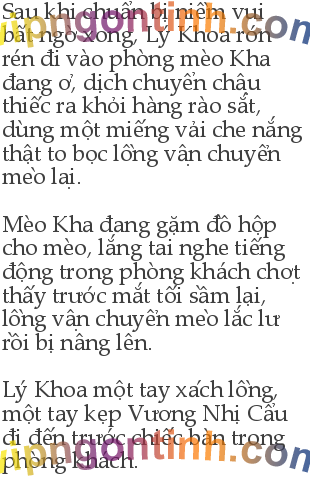 Sau khi chuẩn bị niềm vui
bất ngờ xong, Lý Khoa rón
rén đi vào phòng mèo Kha
đang ở, dịch chuyển chậu
thiếc ra khỏi hàng rào sắt,
dùng một miếng vải che nắng
thật to bọc lồng vận chuyển
mèo lại.
Mèo Kha đang gặm đồ hộp
cho mèo, lắng tai nghe tiếng
động trong phòng khách chợt
thấy trước mắt tối sầm lại,
lồng vận chuyển mèo lắc lư
rồi bị nâng lên.
Lý Khoa một tay xách lồng,
một tay kẹp Vương Nhị Cẩu
đi đến trước chiếc bàn trong
phòng khách.
vipngontinh.com
vipngontinh.com